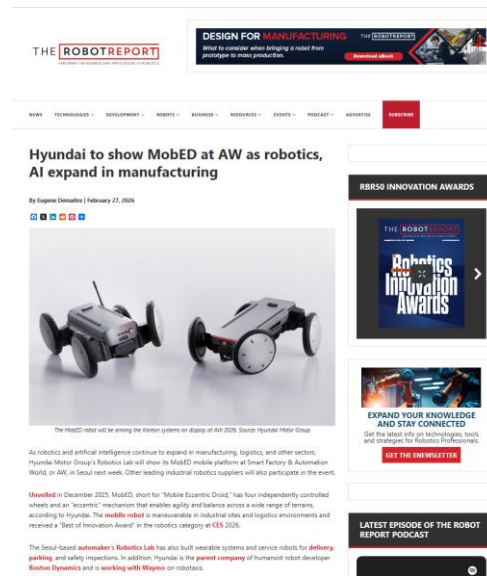 DESIGN FOR MANUFACTURING
What to consider when bringing a robot from
prototype to mass production.
THE ROBOTREPORT
Download eBook
THE ROBOTREPORT
NEWS TECHNOLOGIES DEVELOPMENT ROBOTS BUSINESS RESOURCES EVENTS PODCAST ADVERTISE SUBSCRIBE
Hyundai to show MobED at AW as robotics,
AI expand in manufacturing
By Eugene Demaitre | February 27, 2026
The MobED robot will be among the Korean systems on display at AW 2026. Source: Hyundai Motor Group
As robotics and artificial intelligence continue to expand in manufacturing, logistics, and other sectors,
Hyundai Motor Group's Robotics Lab will show its MobED mobile platform at Smart Factory & Automation
World, or AW, in Seoul next week. Other leading industrial robotics suppliers will also participate in the event.
Unveiled in December 2025, MobED, short for "Mobile Eccentric Droid," has four independently controlled
wheels and an "eccentric" mechanism that enables agility and balance across a wide range of terrains,
according to Hyundai. The mobile robot is maneuverable in industrial sites and logistics environments and
received a "Best of Innovation Award" in the robotics category at CES 2026.
The Seoul-based automaker's Robotics Lab has also built wearable systems and service robots for delivery,
parking, and safety inspections. In addition, Hyundai is the parent company of humanoid robot developer
Boston Dynamics and is working with Waymo on robotaxis.
RBR50 INNOVATION AWARDS
THE ROBOTREPORT
Robotics
Innovation
Awards
EXPAND YOUR KNOWLEDGE
AND STAY CONNECTED
Get the latest info on technologies, tools
and strategies for Robotics Professionals.
GET THE ENEWSLETTER
LATEST EPISODE OF THE ROBOT
REPORT PODCAST